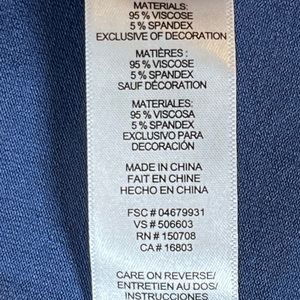 MATERIALS:
95 % VISCOSE
5 % SPANDEX
EXCLUSIVE OF DECORATION
MATIÈRES :
95 % VISCOSE
5 % SPANDEX
SAUF DÉCORATION
MATERIALES:
95 % VISCOSA
5 % SPANDEX
EXCLUSIVO PARA
DECORACIÓN
MADE IN CHINA
FAIT EN CHINE
HECHO EN CHINA
FSC # 04679931
VS # 506603
RN # 150708
CA # 16803
CARE ON REVERSE/
ENTRETIEN AU DOS/
INSTRUCCIONES